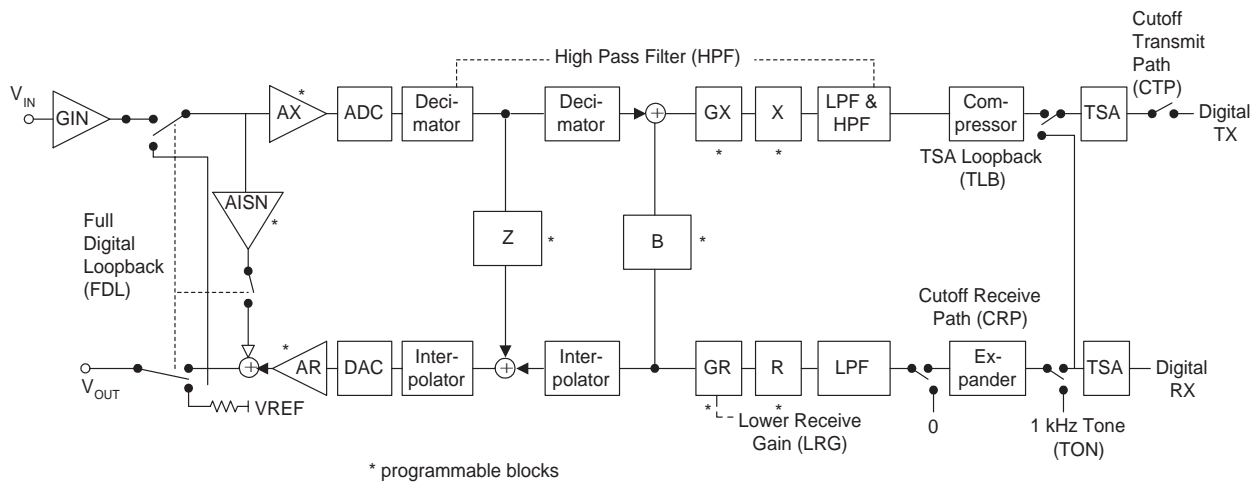 Cutoff
Transmit
Path
(CTP)
High Pass Filter (HPF)
VIN
GIN
AX
*
ADC
Deci-
mator
Deci-
mator
+
GX
*
X
*
LPF &
HPF
Com-
pressor
TSA
Digital
TX
TSA Loopback
(TLB)
AISN
*
Full
Digital
Loopback
(FDL)
Z
*
B
*
Cutoff Receive
Path (CRP)
VOUT
+
*
AR
DAC
Inter-
polator
+
Inter-
polator
GR
*
R
*
LPF
Ex-
pander
TSA
Digital
RX
VREF
Lower Receive
Gain (LRG)
0
1 kHz Tone
(TON)
* programmable blocks